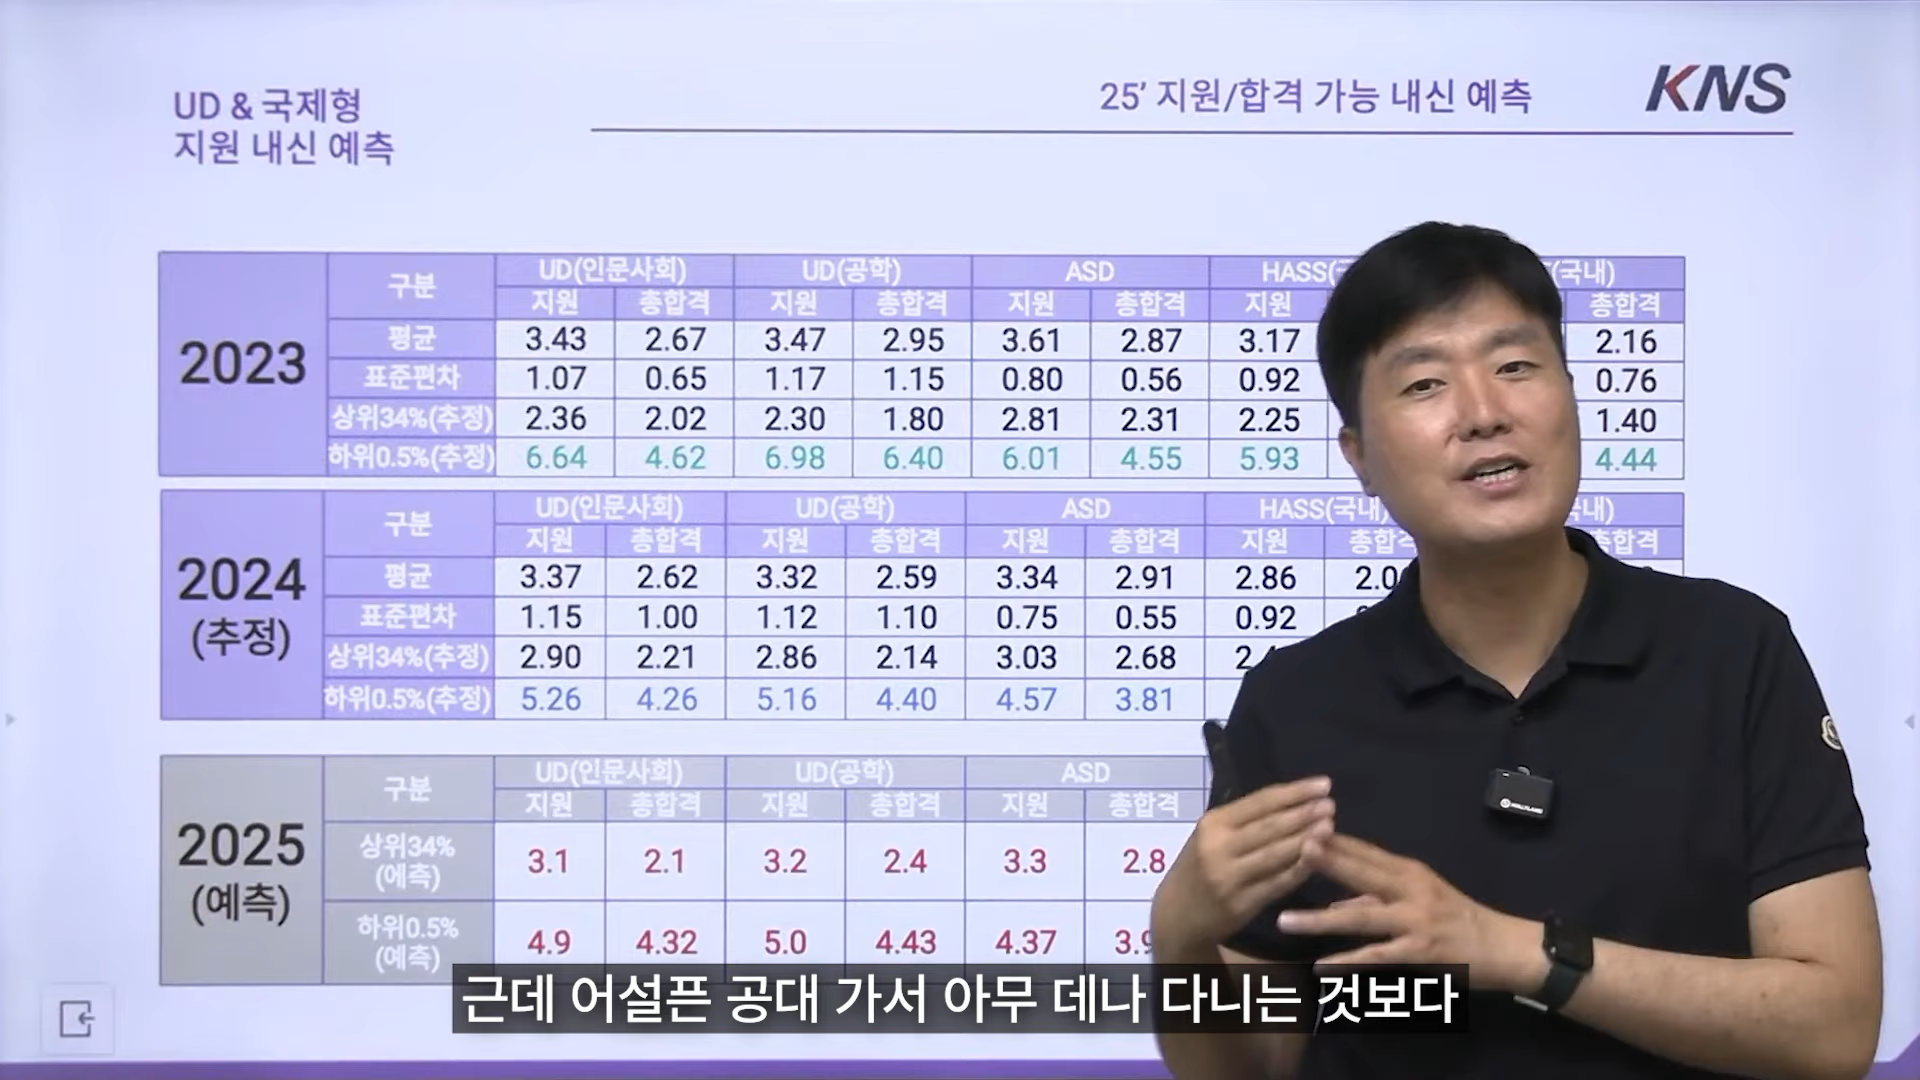 UD & 국제형
지원 내신 예측
25’ 지원/합격 가능 내신 예측
KNS
2023
구분 UD(인문사회) UD(공학) ASD (국내)
지원 총합격 지원 총합격 지원 총합격 지원 총합격
평균 3.43 2.67 3.47 2.95 3.61 2.87 3.17 2.16
표준편차 1.07 0.65 1.17 1.15 0.80 0.56 0.92 0.76
상위34%(추정) 2.36 2.02 2.30 1.80 2.81 2.31 2.25 1.40
하위0.5%(추정) 6.64 4.62 6.98 6.40 6.01 4.55 5.93 4.44
2024
(추정)
구분 UD(인문사회) UD(공학) ASD HASS(국내)
지원 총합격 지원 총합격 지원 총합격 지원 총합격 총합격
평균 3.37 2.62 3.32 2.59 3.34 2.91 2.86
표준편차 1.15 1.00 1.12 1.10 0.75 0.55 0.92
상위34%(추정) 2.90 2.21 2.86 2.14 3.03 2.68
하위0.5%(추정) 5.26 4.26 5.16 4.40 4.57 3.81
2025
(예측)
구분 UD(인문사회) UD(공학) ASD
지원 총합격 지원 총합격 지원 총합격
상위34%
(에측) 3.1 2.1 3.2 2.4 3.3 2.8
하위0.5%
(예측) 4.9 4.32 5.0 4.43 4.37
HOLLYLAND
근데 어설픈 공대 가서 아무 데나 다니는 것보다